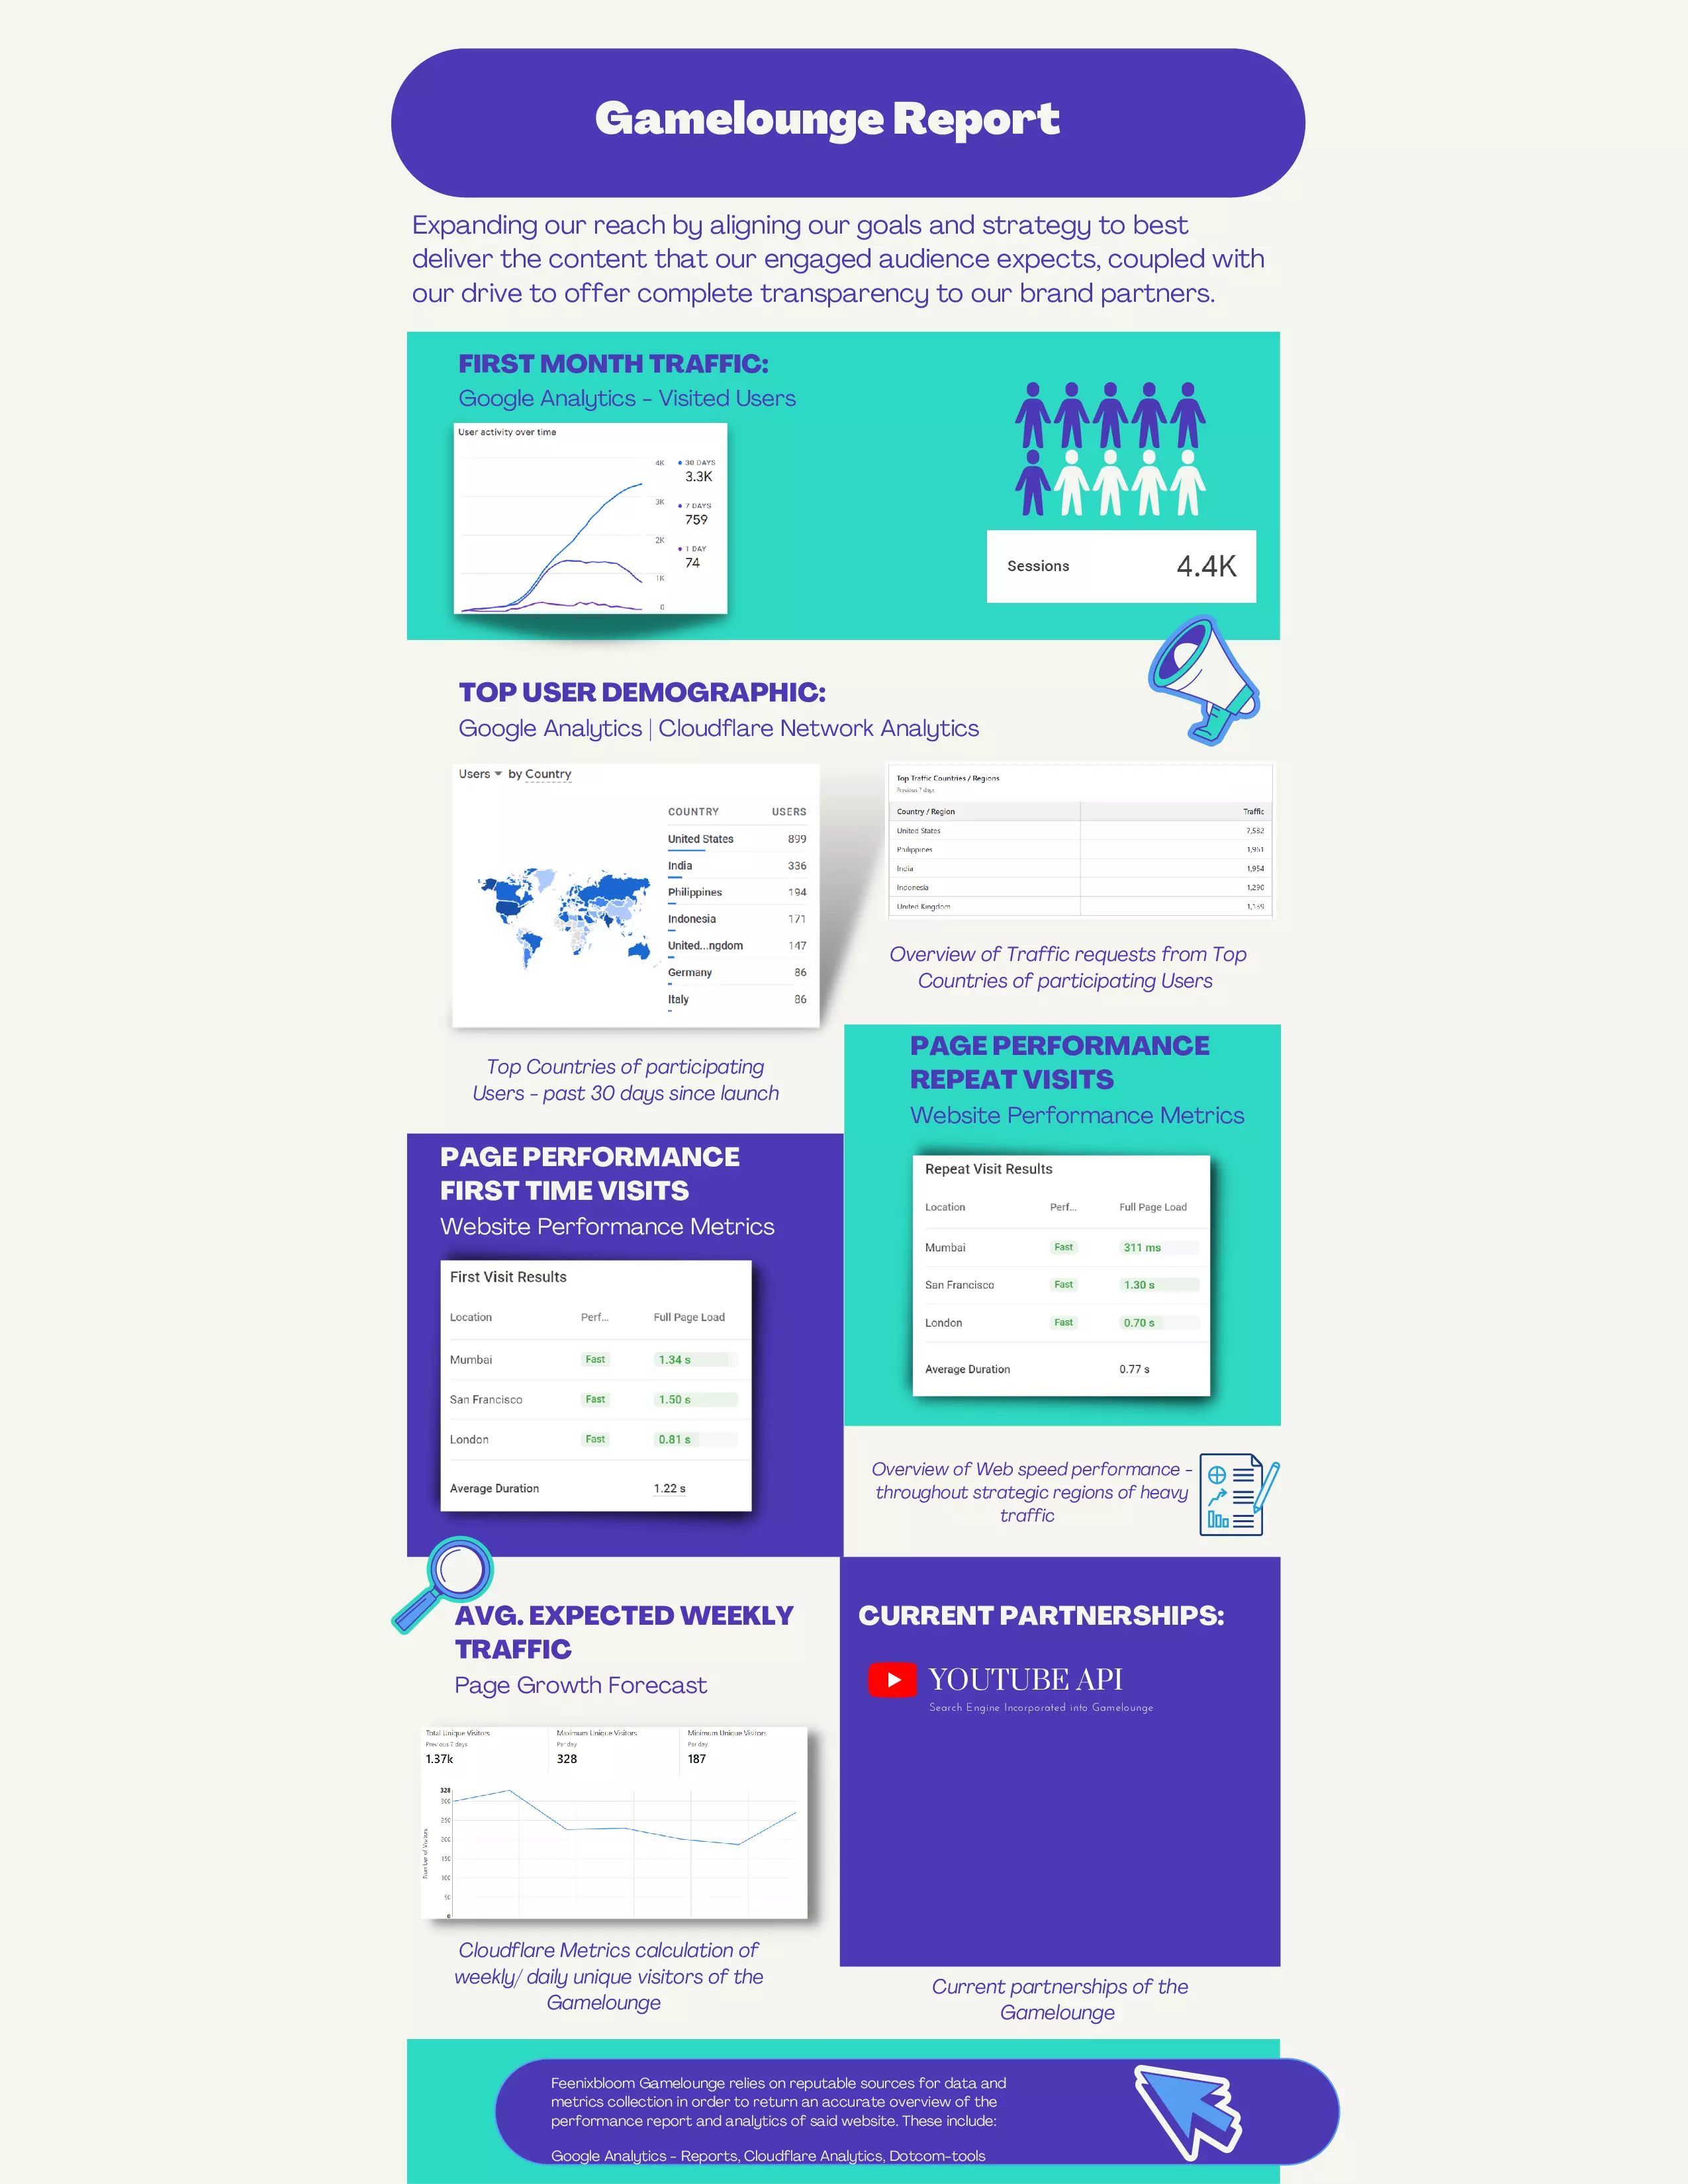 Gamelounge Report
Expanding our reach by aligning our goals and strategy to best
deliver the content that our engaged audience expects, coupled with
our drive to offer complete transparency to our brand partners.
FIRST MONTH TRAFFIC:
Google Analytics - Visited Users
User activity over time
4K
3K
2K
1K
0
30 DAYS
3.3K
7 DAYS
759
1 DAY
74
Sessions 4.4K
TOP USER DEMOGRAPHIC:
Google Analytics | Cloudflare Network Analytics
Users by Country
COUNTRY USERS
United States 899
India 336
Philippines 194
Indonesia 171
United...ngdom 147
Germany 86
Italy 86
Top Countries of participating
Users - past 30 days since launch
Top Traffic Countries / Regions
Previous 7 days
Country / Region Traffic
United States 7,582
Philippines 1,961
India 1,954
Indonesia 1,290
United Kingdom 1,139
Overview of Traffic requests from Top
Countries of participating Users
PAGE PERFORMANCE
REPEAT VISITS
Website Performance Metrics
Repeat Visit Results
Location Perf... Full Page Load
Mumbai Fast 311 ms
San Francisco Fast 1.30 s
London Fast 0.70 s
Average Duration 0.77 s
PAGE PERFORMANCE
FIRST TIME VISITS
Website Performance Metrics
First Visit Results
Location Perf... Full Page Load
Mumbai Fast 1.34 s
San Francisco Fast 1.50 s
London Fast 0.81 s
Average Duration 1.22 s
Overview of Web speed performance -
throughout strategic regions of heavy
traffic
AVG. EXPECTED WEEKLY
TRAFFIC
Page Growth Forecast
Total Unique Visitors
Previous 7 days
1.37k
Maximum Unique Visitors
Per day
328
Minimum Unique Visitors
Per day
187
Number of Visitors
328
300
250
200
150
100
50
0
Cloudflare Metrics calculation of
weekly/ daily unique visitors of the
Gamelounge
CURRENT PARTNERSHIPS:
YOUTUBE API
Search Engine Incorporated into Gamelounge
Current partnerships of the
Gamelounge
Feenixbloom Gamelounge relies on reputable sources for data and
metrics collection in order to return an accurate overview of the
performance report and analytics of said website. These include:
Google Analytics - Reports, Cloudflare Analytics, Dotcom-tools